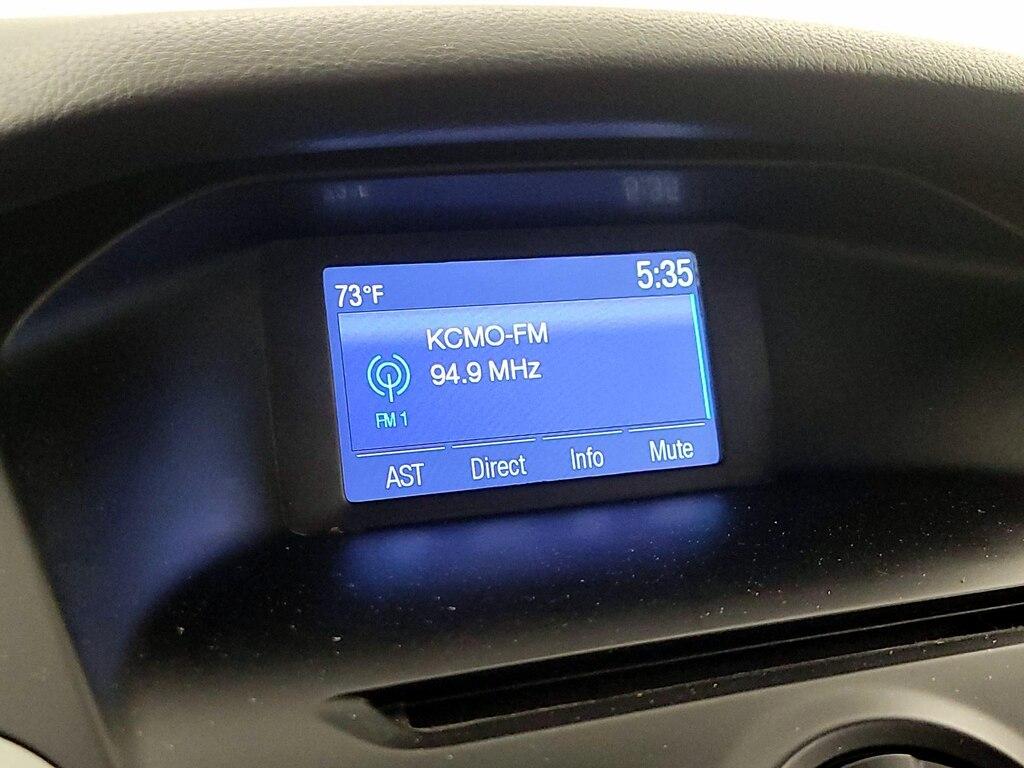 73°F 5:35
KCMO-FM
94.9 MHz
FM 1
AST Direct Info Mute